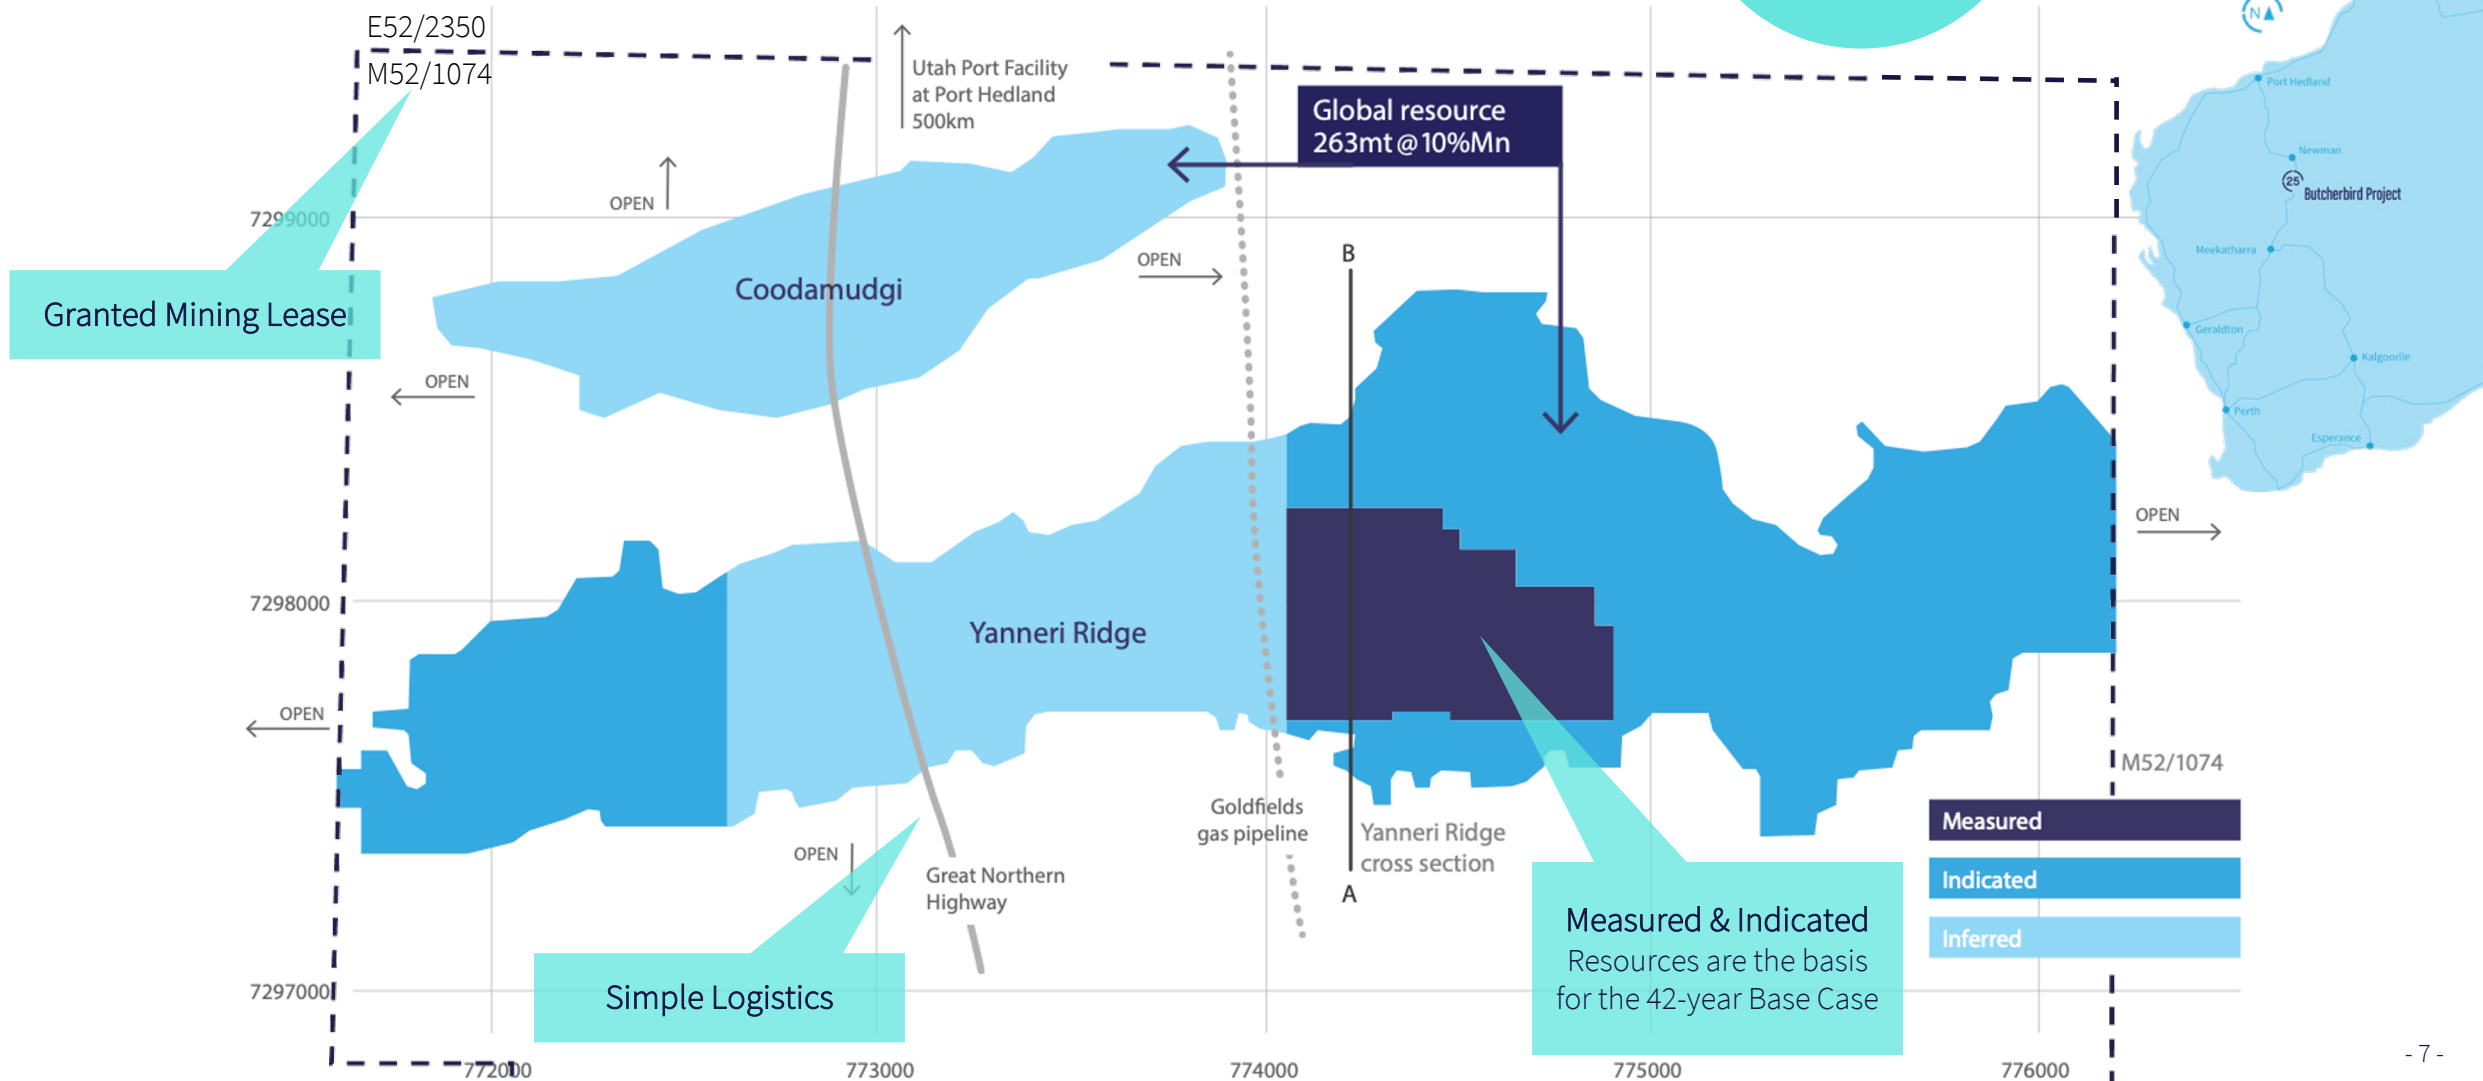 E52/2350
M52/1074
Utah Port Facility
at Port Hedland
500km
Global resource
263mt @ 10%Mn
N
Port Hedland
Newman
25
Butcherbird Project
Meekatharra
Geraldton
Kalgoorlie
Perth
Esperance
OPEN
7299000
B
OPEN
Coodamudgi
Granted Mining Lease
OPEN
OPEN
7298000
Yanneri Ridge
OPEN
M52/1074
Goldfields
gas pipeline
Yanneri Ridge
cross section
OPEN
Great Northern
Highway
A
Measured
Indicated
Inferred
Measured & Indicated
Resources are the basis
for the 42-year Base Case
7297000
Simple Logistics
772000
773000
774000
775000
776000
- 7 -